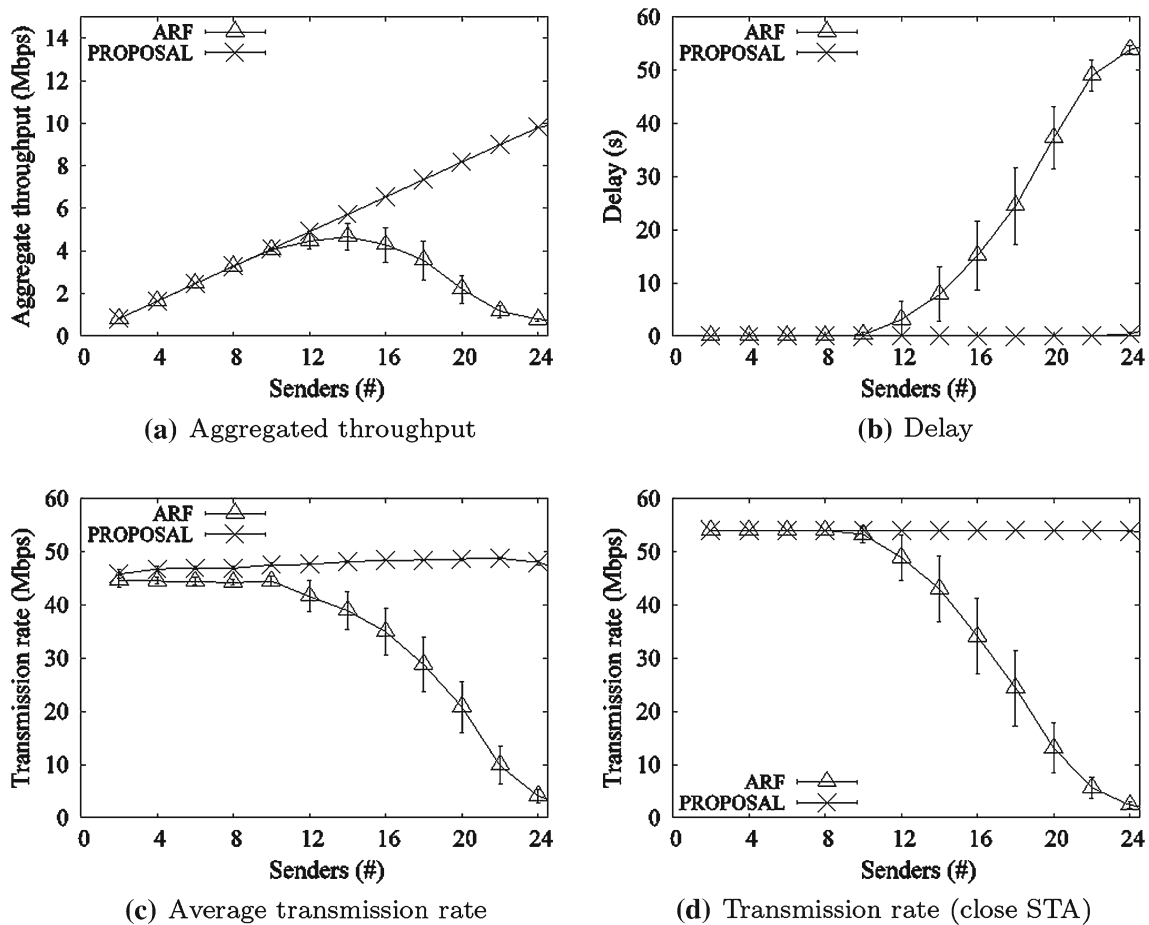 14
12
10
8
6
4
2
0
Aggregate throughput (Mbps)
ARF
PROPOSAL
0 4 8 12 16 20 24
Senders (#)
(a) Aggregated throughput
60
50
40
30
20
10
0
Delay (s)
ARF
PROPOSAL
0 4 8 12 16 20 24
Senders (#)
(b) Delay
60
50
40
30
20
10
0
Transmission rate (Mbps)
ARF
PROPOSAL
0 4 8 12 16 20 24
Senders (#)
(c) Average transmission rate
60
50
40
30
20
10
0
Transmission rate (Mbps)
ARF
PROPOSAL
0 4 8 12 16 20 24
Senders (#)
(d) Transmission rate (close STA)